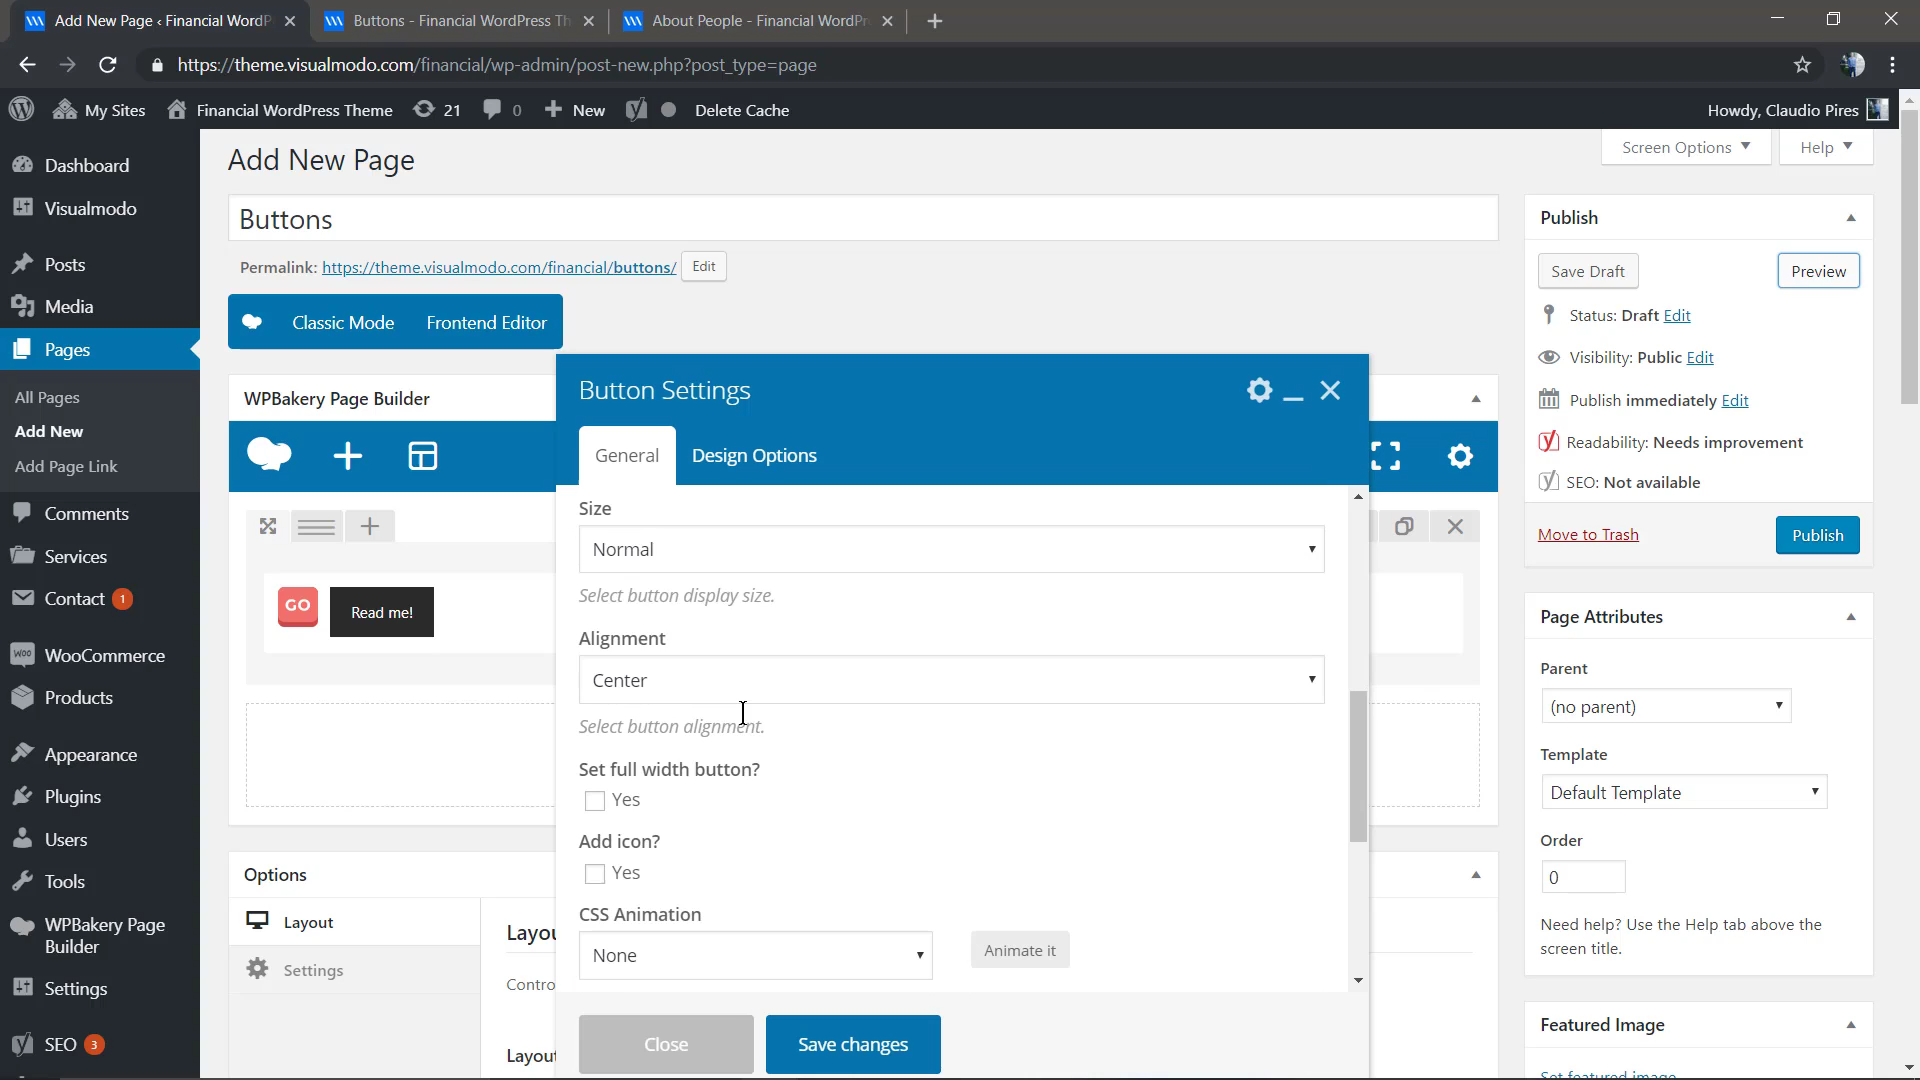 Add New Page ‹ Financial WordP
Buttons - Financial WordPress Th
About People - Financial WordPr
https://theme.visualmodo.com/financial/wp-admin/post-new.php?post_type=page
My Sites
Financial WordPress Theme
21
0
New
Delete Cache
Howdy, Claudio Pires
Dashboard
Visualmodo
Posts
Media
Pages
All Pages
Add New
Add Page Link
Comments
Services
Contact 1
WooCommerce
Products
Appearance
Plugins
Users
Tools
WPBakery Page
Builder
Settings
SEO 3
Add New Page
Screen Options
Help
Buttons
Permalink: https://theme.visualmodo.com/financial/buttons/ Edit
Classic Mode
Frontend Editor
WPBakery Page Builder
GO
Read me!
Options
Layout
Settings
Layou
Contro
Layout
Button Settings
General
Design Options
Size
Normal
Select button display size.
Alignment
Center
Select button alignment.
Set full width button?
Yes
Add icon?
Yes
CSS Animation
None
Animate it
Close
Save changes
Publish
Save Draft
Preview
Status: Draft Edit
Visibility: Public Edit
Publish immediately Edit
Readability: Needs improvement
SEO: Not available
Move to Trash
Publish
Page Attributes
Parent
(no parent)
Template
Default Template
Order
0
Need help? Use the Help tab above the
screen title.
Featured Image
Set featured image